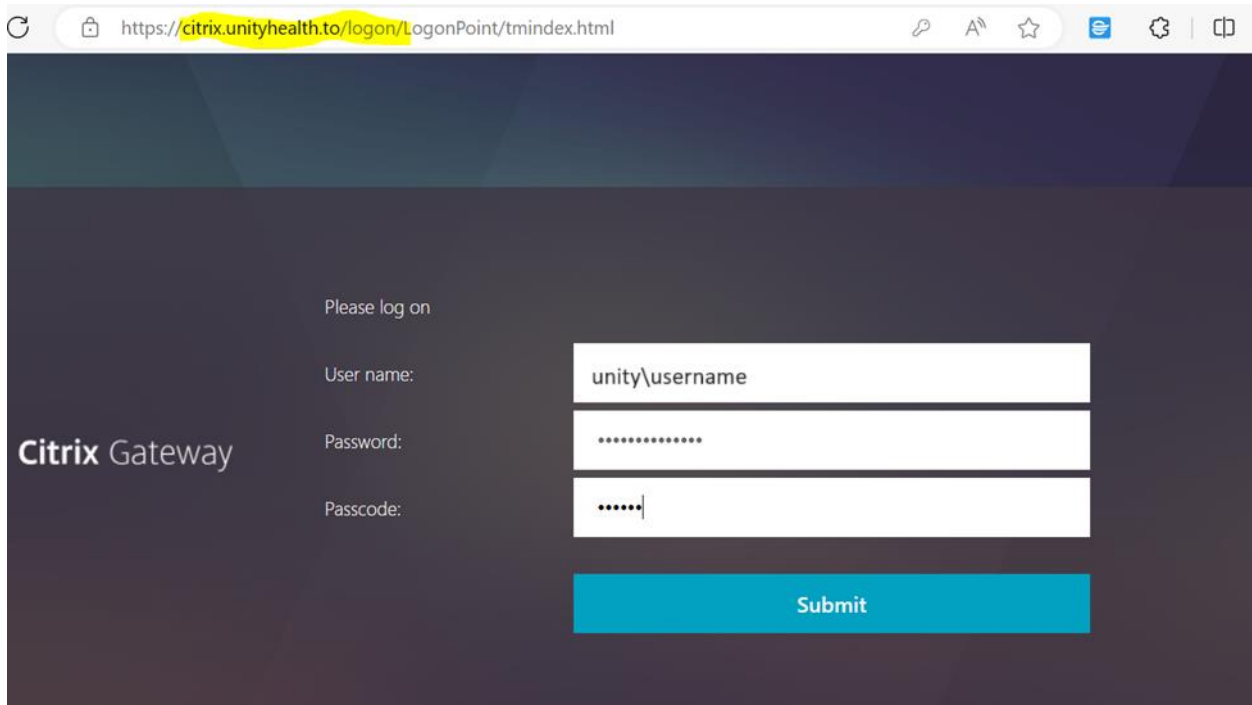 https://citrix.unityhealth.to/logon/LogonPoint/tmindex.html
Please log on
User name:
unity\username
Password:
••••••••••••••
Citrix Gateway
Passcode:
••••••
Submit